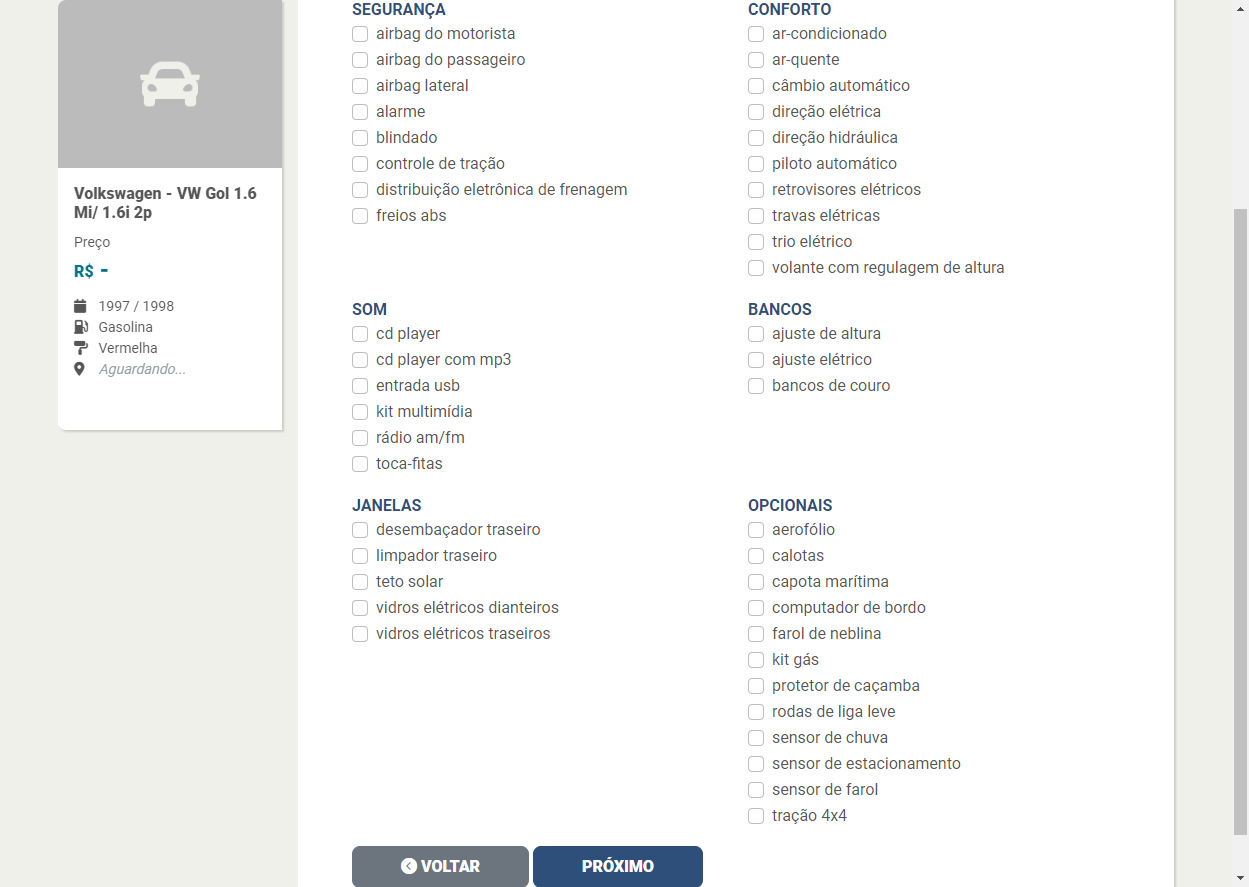 Volkswagen - VW Gol 1.6
Mi/ 1.6i 2p
Preço
R$ -
1997 / 1998
Gasolina
Vermelha
Aguardando...
SEGURANÇA
airbag do motorista
airbag do passageiro
airbag lateral
alarme
blindado
controle de tração
distribuição eletrônica de frenagem
freios abs
CONFORTO
ar-condicionado
ar-quente
câmbio automático
direção elétrica
direção hidráulica
piloto automático
retrovisores elétricos
travas elétricas
trio elétrico
volante com regulagem de altura
SOM
cd player
cd player com mp3
entrada usb
kit multimídia
rádio am/fm
toca-fitas
BANCOS
ajuste de altura
ajuste elétrico
bancos de couro
JANELAS
desembaçador traseiro
limpador traseiro
teto solar
vidros elétricos dianteiros
vidros elétricos traseiros
OPCIONAIS
aerofólio
calotas
capota marítima
computador de bordo
farol de neblina
kit gás
protetor de caçamba
rodas de liga leve
sensor de chuva
sensor de estacionamento
sensor de farol
tração 4x4
VOLTAR
PRÓXIMO